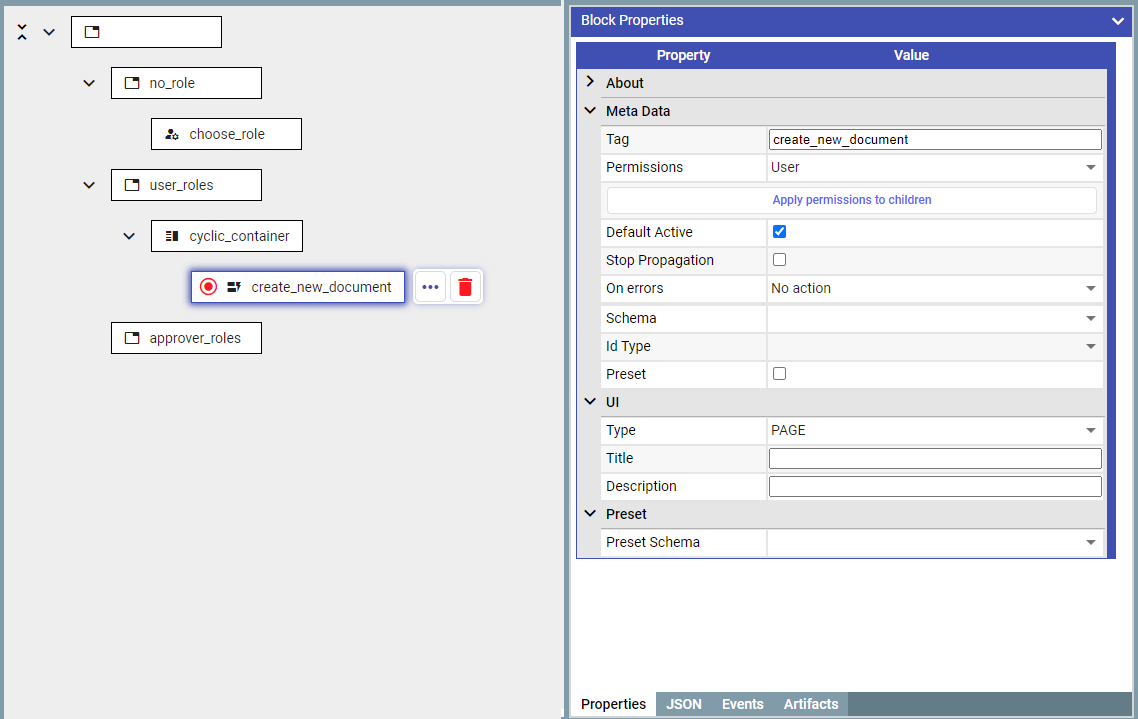 no_role
choose_role
user_roles
cyclic_container
create_new_document
approver_roles
Block Properties
Property Value
About
Meta Data
Tag create_new_document
Permissions User
Apply permissions to children
Default Active
Stop Propagation
On errors No action
Schema
Id Type
Preset
UI
Type PAGE
Title
Description
Preset
Preset Schema
Properties JSON Events Artifacts